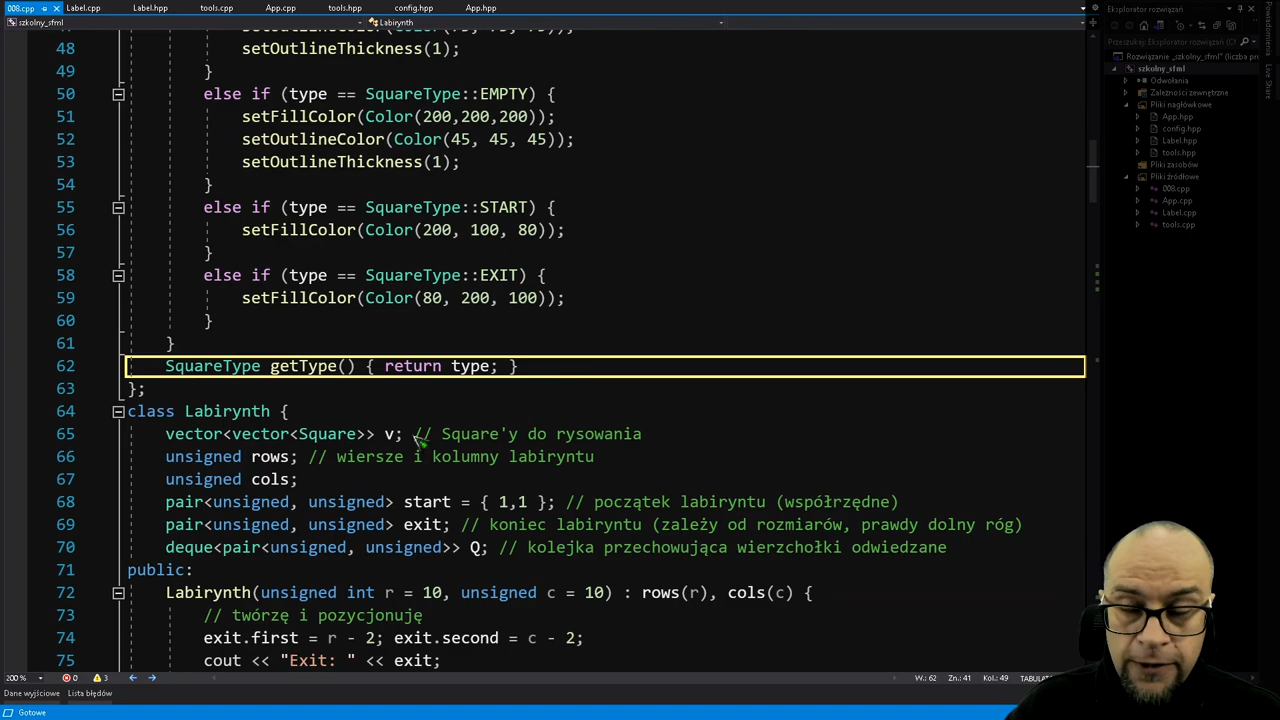 008.cpp Label.cpp Label.hpp tools.cpp App.cpp tools.hpp config.hpp App.hpp
szkolny_sfml Labirynth
48 setOutlineThickness(1);
49 }
50 else if (type == SquareType::EMPTY) {
51 setFillColor(Color(200,200,200));
52 setOutlineColor(Color(45, 45, 45));
53 setOutlineThickness(1);
54 }
55 else if (type == SquareType::START) {
56 setFillColor(Color(200, 100, 80));
57 }
58 else if (type == SquareType::EXIT) {
59 setFillColor(Color(80, 200, 100));
60 }
61 }
62 SquareType getType() { return type; }
63 };
64 class Labirynth {
65 vector<vector<Square>> v; // Square'y do rysowania
66 unsigned rows; // wiersze i kolumny labiryntu
67 unsigned cols;
68 pair<unsigned, unsigned> start = { 1,1 }; // początek labiryntu (współrzędne)
69 pair<unsigned, unsigned> exit; // koniec labiryntu (zależy od rozmiarów, prawdy dolny róg)
70 deque<pair<unsigned, unsigned>> Q; // kolejka przechowująca wierzchołki odwiedzane
71 public:
72 Labirynth(unsigned int r = 10, unsigned c = 10) : rows(r), cols(c) {
73 // twórzę i pozycjonuję
74 exit.first = r - 2; exit.second = c - 2;
75 cout << "Exit: " << exit;
200 % 0 3 W.: 62 Zn.: 41 Kol.: 49 TABULAT
Dane wyjściowe Lista błędów
Gotowe
Eksplorator rozwiązań
Przeszukaj: Eksplorator rozwiązań (
Rozwiązanie „szkolny_sfml" (liczba pr
szkolny_sfml
Odwołania
Zależności zewnętrzne
Pliki nagłówkowe
App.hpp
config.hpp
Label.hpp
tools.hpp
Pliki zasobów
Pliki źródłowe
008.cpp
App.cpp
Label.cpp
tools.cpp
Powiadomienia
Live Share